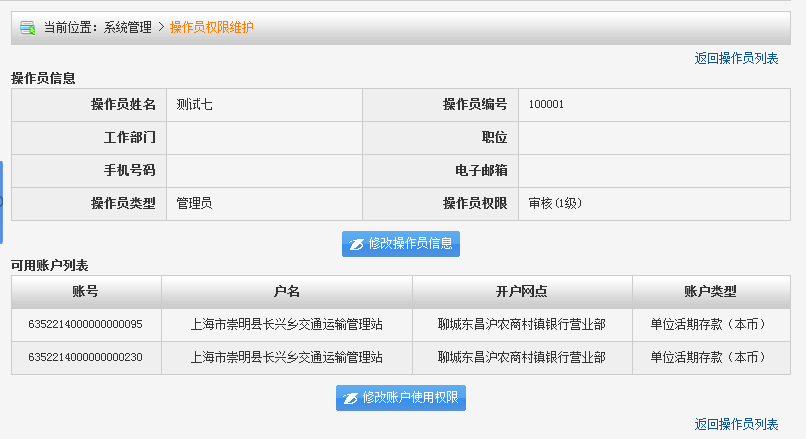 当前位置：系统管理 > 操作员权限维护
返回操作员列表
操作员信息
操作员姓名 测试七 操作员编号 100001
工作部门 职位
手机号码 电子邮箱
操作员类型 管理员 操作员权限 审核(1级)
修改操作员信息
可用账户列表
账号 户名 开户网点 账户类型
6352214000000000095 上海市崇明县长兴乡交通运输管理站 聊城东昌沪农商村镇银行营业部 单位活期存款（本币）
6352214000000000230 上海市崇明县长兴乡交通运输管理站 聊城东昌沪农商村镇银行营业部 单位活期存款（本币）
修改账户使用权限
返回操作员列表